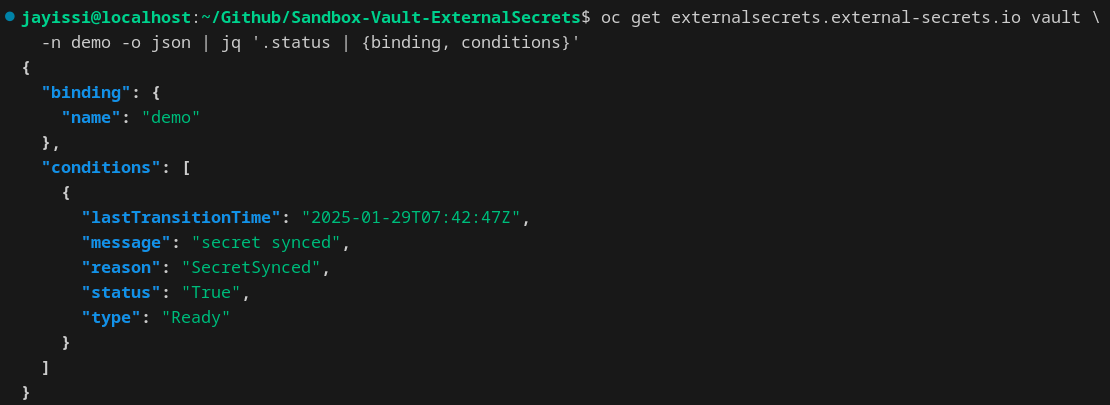 jayissi@localhost:~/Github/Sandbox-Vault-ExternalSecrets$ oc get externalsecrets.external-secrets.io vault \
  -n demo -o json | jq '.status | {binding, conditions}'
{
  "binding": {
    "name": "demo"
  },
  "conditions": [
    {
      "lastTransitionTime": "2025-01-29T07:42:47Z",
      "message": "secret synced",
      "reason": "SecretSynced",
      "status": "True",
      "type": "Ready"
    }
  ]
}